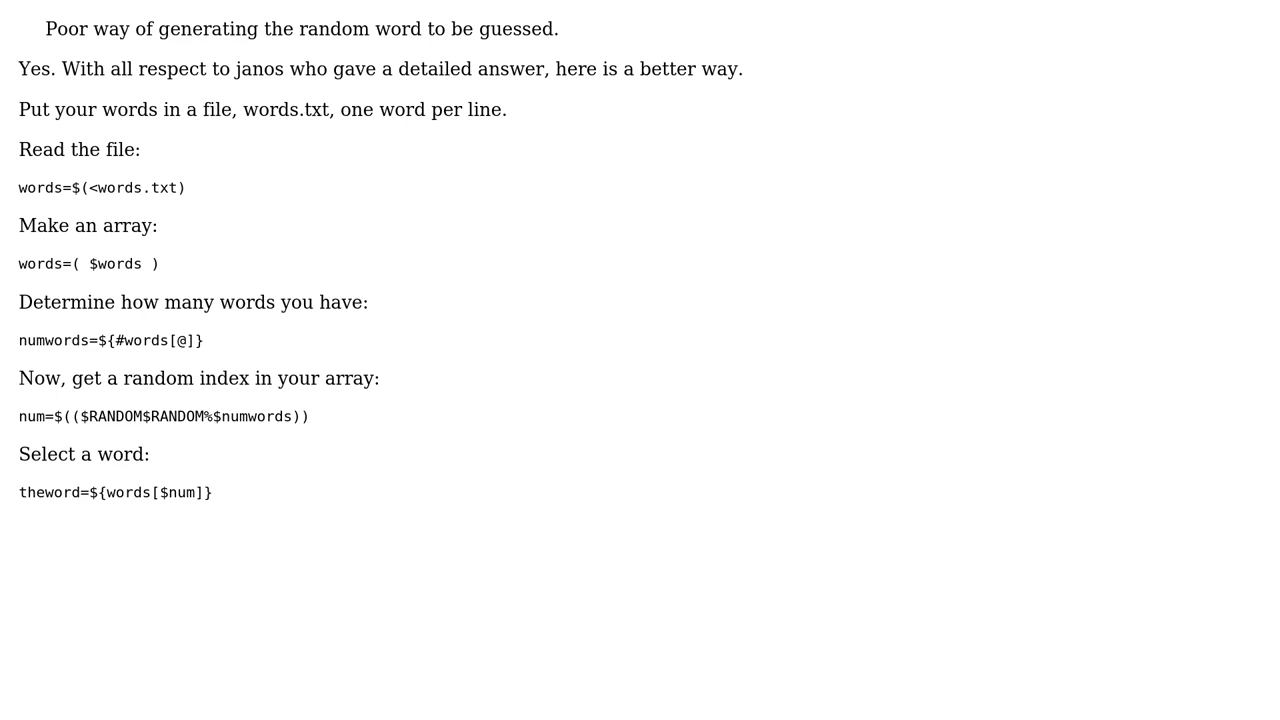 Poor way of generating the random word to be guessed.
Yes. With all respect to janos who gave a detailed answer, here is a better way.
Put your words in a file, words.txt, one word per line.
Read the file:
words=$(<words.txt)
Make an array:
words=( $words )
Determine how many words you have:
numwords=${#words[@]}
Now, get a random index in your array:
num=$(($RANDOM$RANDOM%$numwords))
Select a word:
theword=${words[$num]}